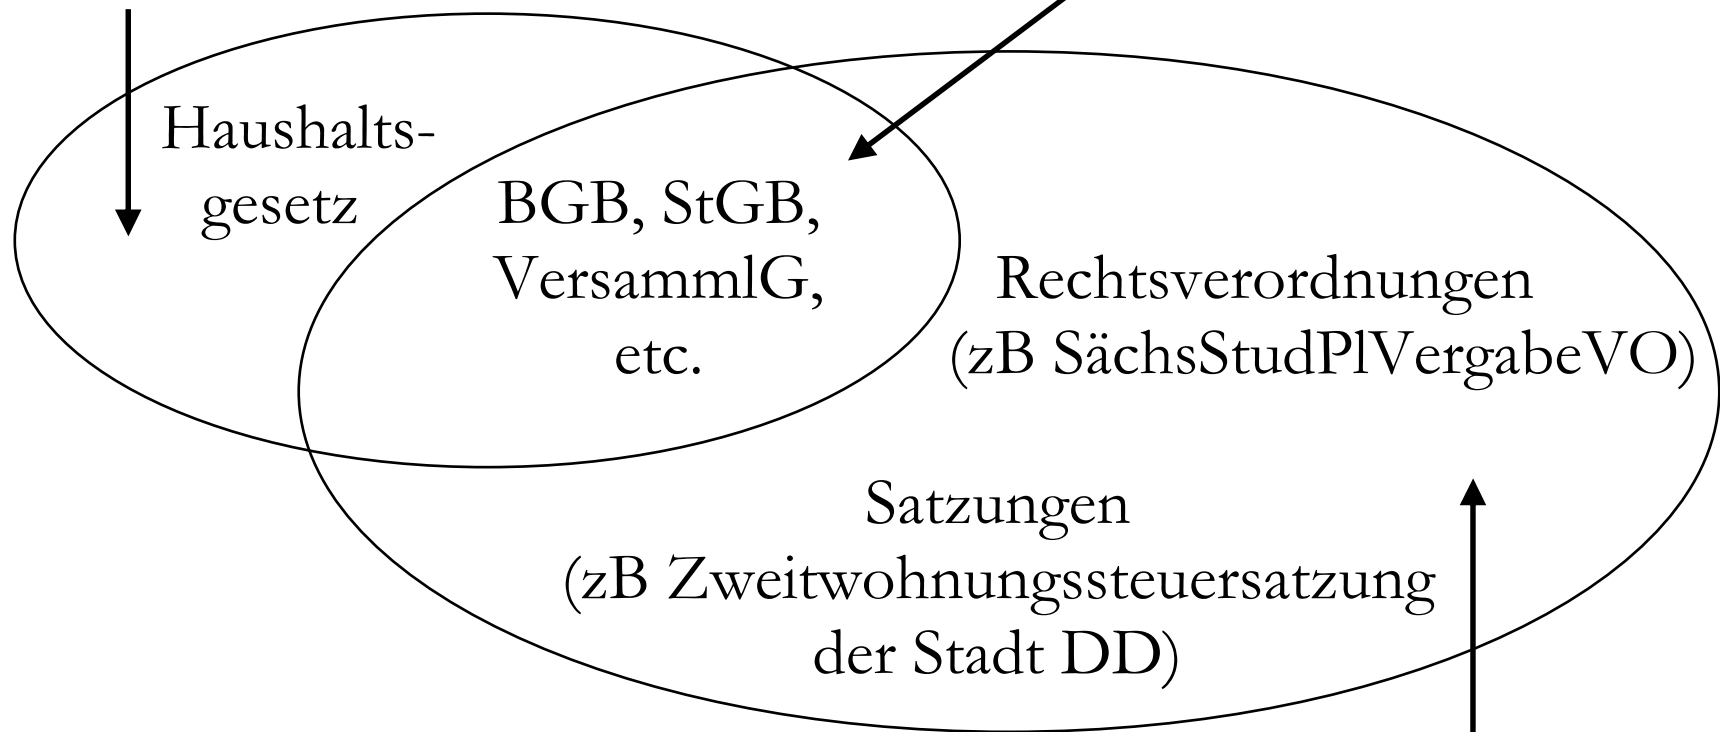 Haushalts-
gesetz
BGB, StGB,
VersammlG,
etc.
Rechtsverordnungen
(zB SächsStudPlVergabeVO)
Satzungen
(zB Zweitwohnungssteuersatzung
der Stadt DD)